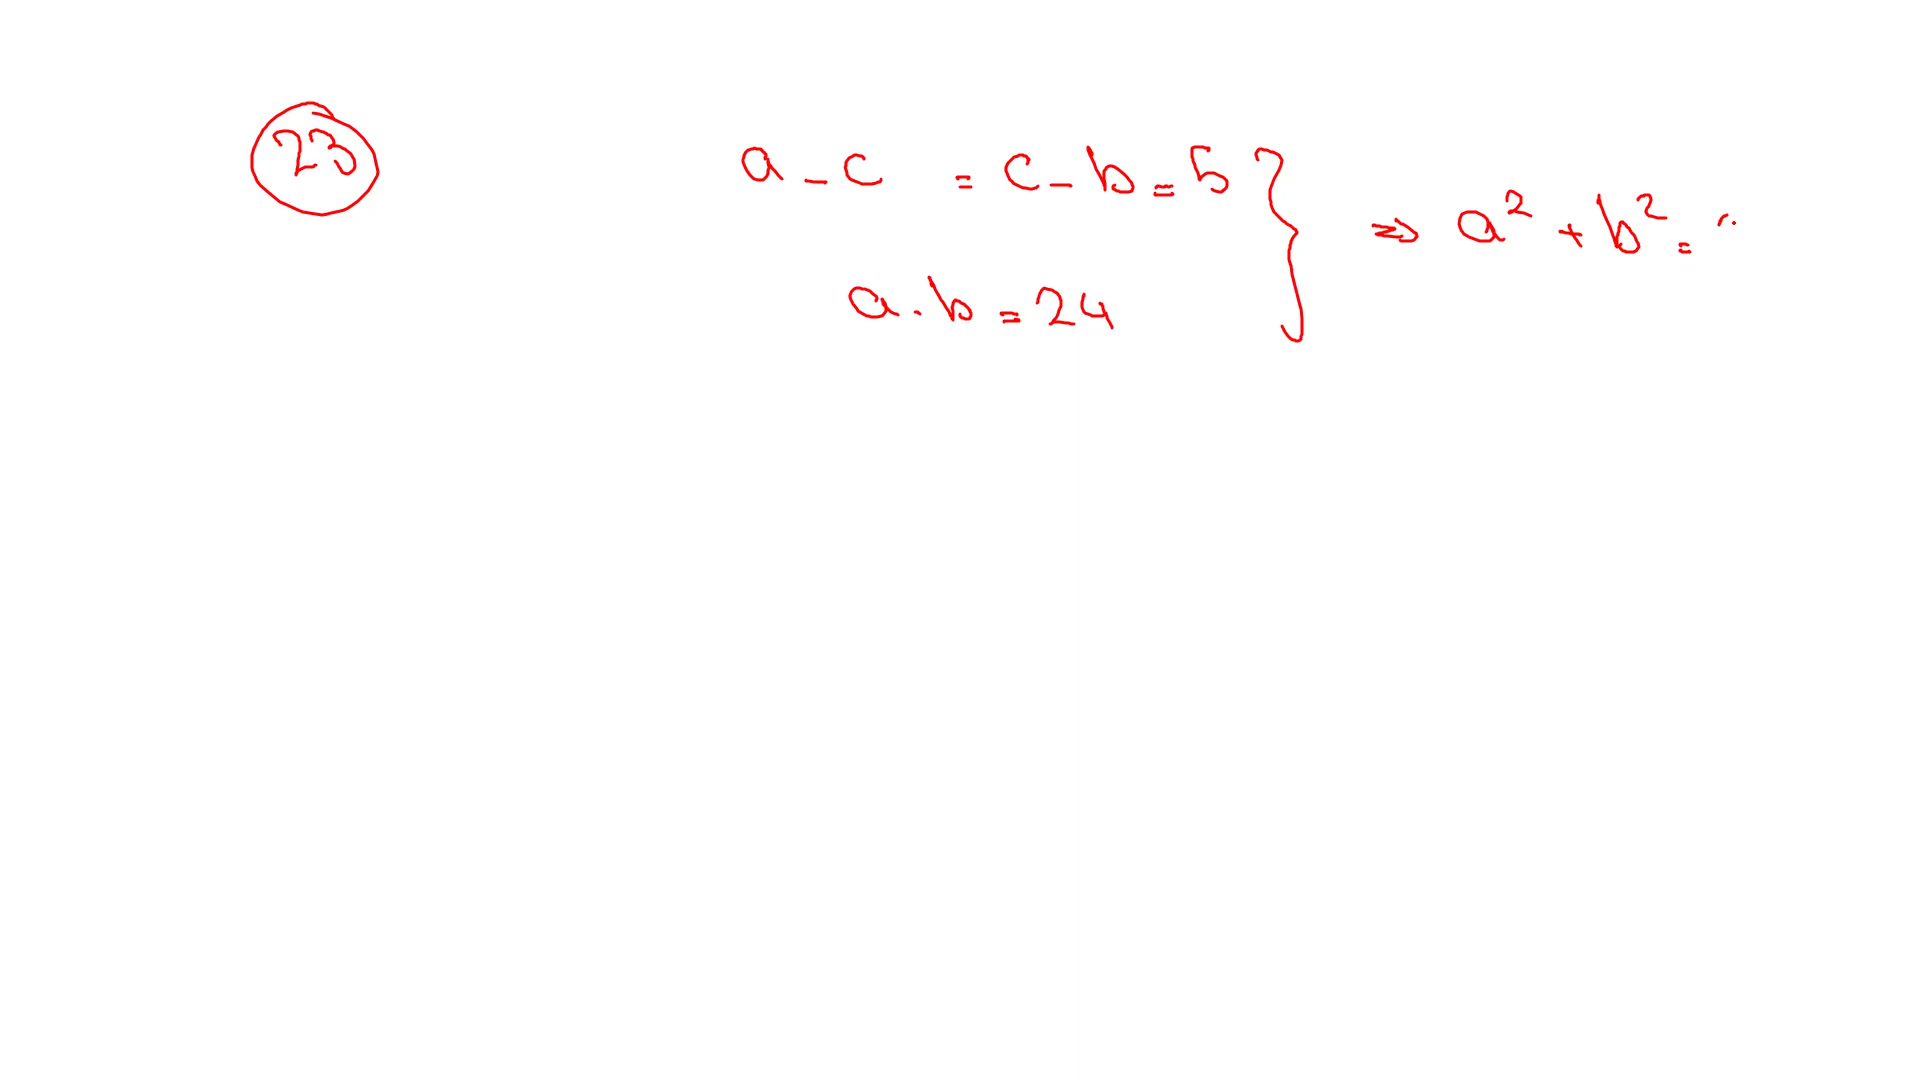 23
a - c = c - b = 5 } ⇒ a² + b² =
a . b = 24